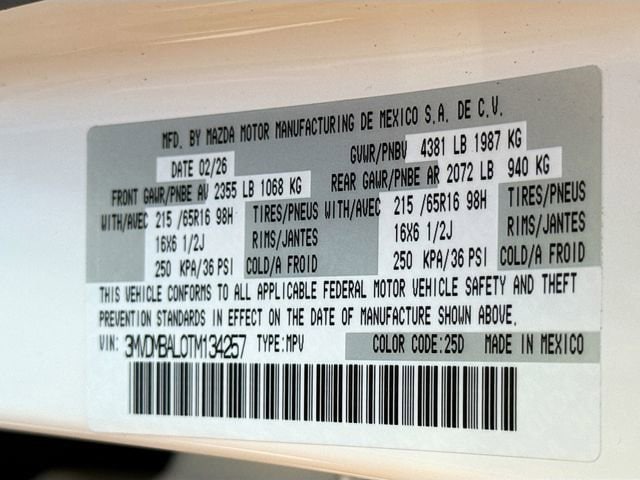 MFD. BY MAZDA MOTOR MANUFACTURING DE MEXICO S.A. DE C.V.
DATE 02/26 GVWR/PNBV 4381 LB 1987 KG
FRONT GAWR/PNBE AV 2355 LB 1068 KG REAR GAWR/PNBE AR 2072 LB 940 KG
WITH/AVEC 215 /65R16 98H TIRES/PNEUS WITH/AVEC 215 /65R16 98H TIRES/PNEUS
16X6 1/2J RIMS/JANTES 16X6 1/2J RIMS/JANTES
250 KPA/36 PSI COLD/A FROID 250 KPA/36 PSI COLD/A FROID
THIS VEHICLE CONFORMS TO ALL APPLICABLE FEDERAL MOTOR VEHICLE SAFETY AND THEFT
PREVENTION STANDARDS IN EFFECT ON THE DATE OF MANUFACTURE SHOWN ABOVE.
VIN: 3MVDMBAL0TM134257 TYPE:MPV COLOR CODE:25D MADE IN MEXICO